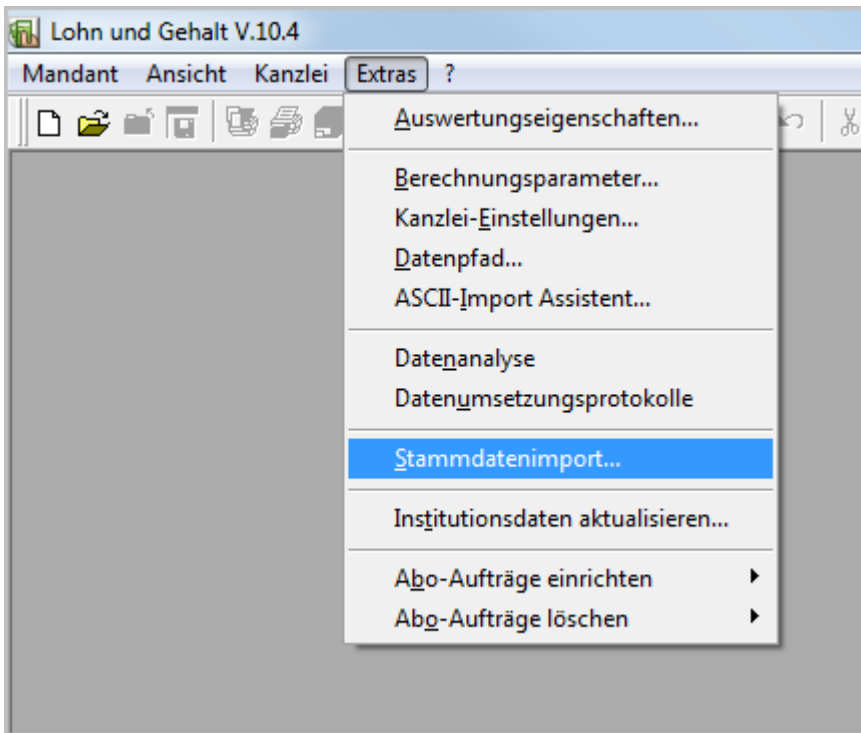 Lohn und Gehalt V.10.4
Mandant Ansicht Kanzlei Extras ?
Auswertungseigenschaften...
Berechnungsparameter...
Kanzlei-Einstellungen...
Datenpfad...
ASCII-Import Assistent...
Datenanalyse
Datenumsetzungsprotokolle
Stammdatenimport...
Institutionsdaten aktualisieren...
Abo-Aufträge einrichten
Abo-Aufträge löschen